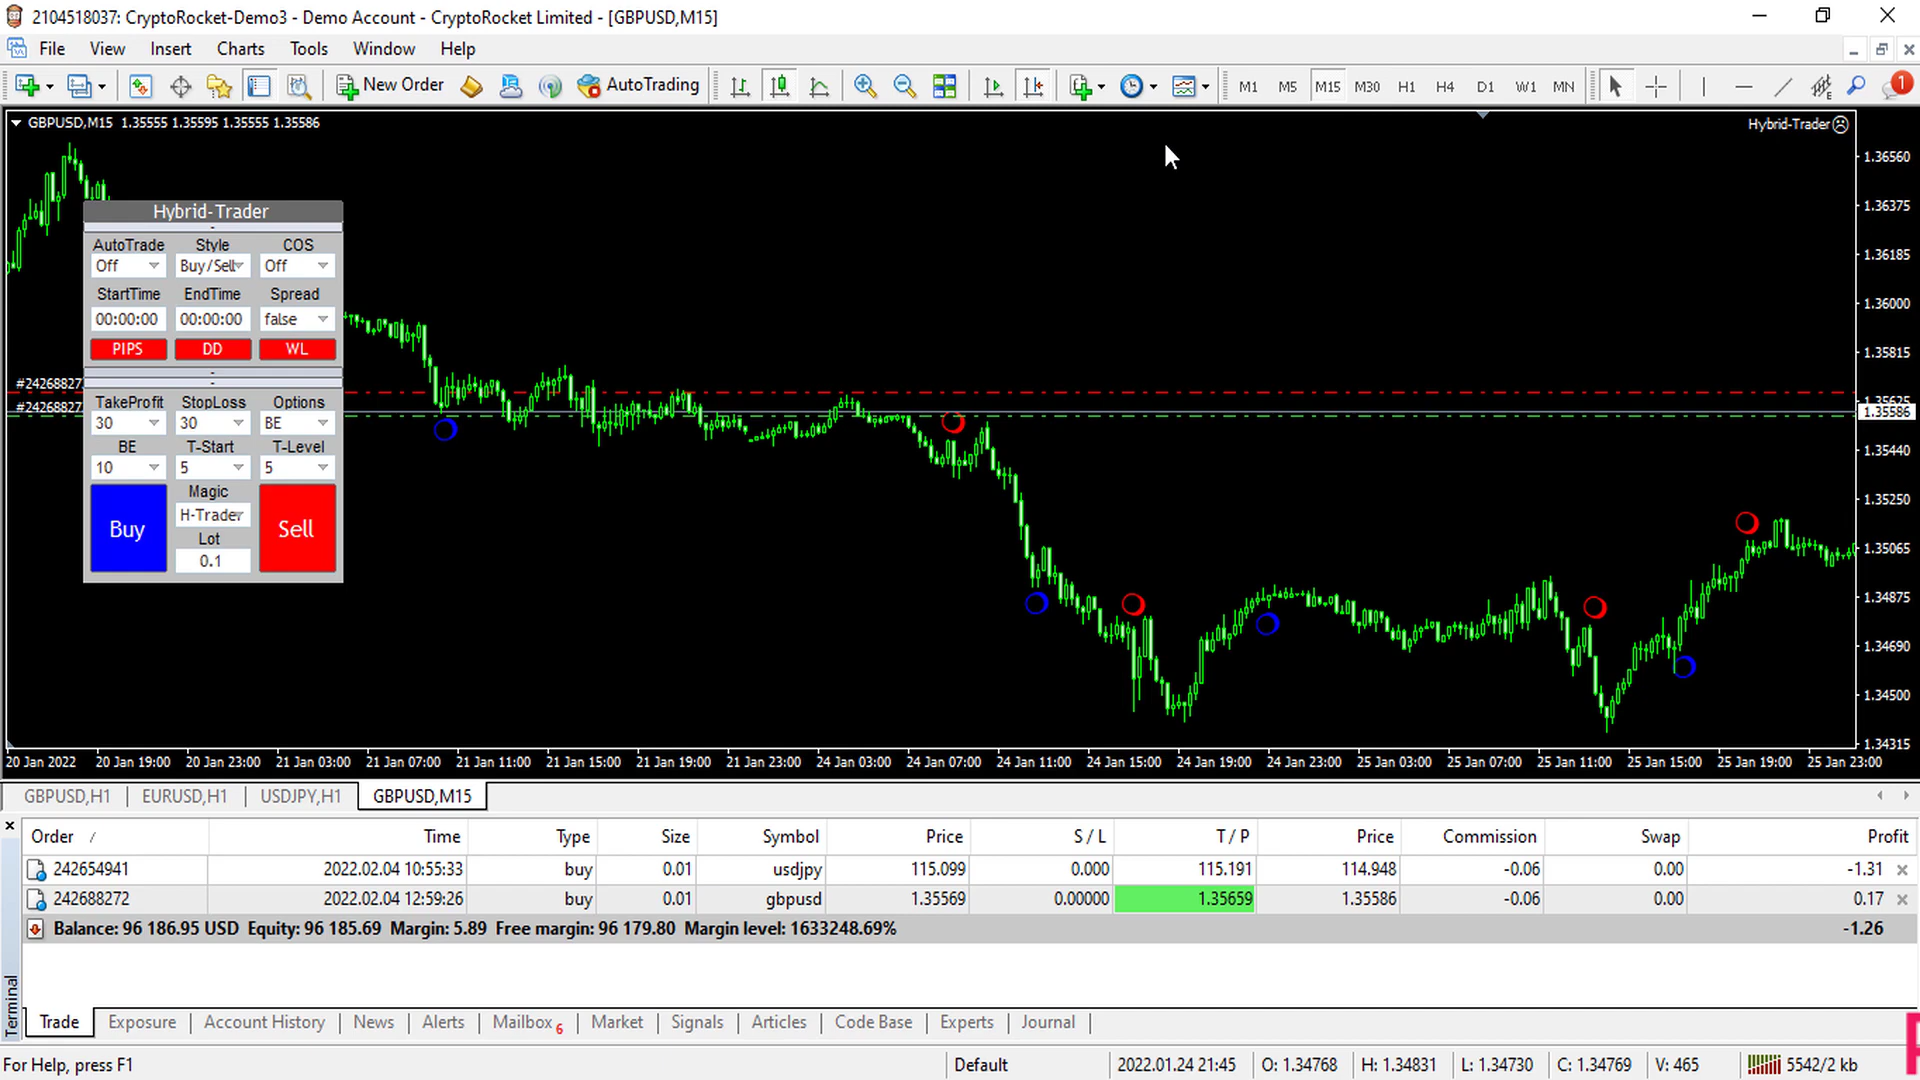 2104518037: CryptoRocket-Demo3 - Demo Account - CryptoRocket Limited - [GBPUSD,M15]
File View Insert Charts Tools Window Help
New Order AutoTrading M1 M5 M15 M30 H1 H4 D1 W1 MN 1
GBPUSD,M15 1.35555 1.35595 1.35555 1.35586
Hybrid-Trader
1.36560
1.36375
1.36185
1.36000
1.35815
1.35625
1.35586
1.35440
1.35250
1.35065
1.34875
1.34690
1.34500
1.34315
Hybrid-Trader
AutoTrade Style COS
Off Buy/Sell Off
StartTime EndTime Spread
00:00:00 00:00:00 false
PIPS DD WL
#24268827
#24268827
TakeProfit StopLoss Options
30 30 BE
BE T-Start T-Level
10 5 5
Magic
Buy H-Trader Sell
Lot
0.1
20 Jan 2022 20 Jan 19:00 20 Jan 23:00 21 Jan 03:00 21 Jan 07:00 21 Jan 11:00 21 Jan 15:00 21 Jan 19:00 21 Jan 23:00 24 Jan 03:00 24 Jan 07:00 24 Jan 11:00 24 Jan 15:00 24 Jan 19:00 24 Jan 23:00 25 Jan 03:00 25 Jan 07:00 25 Jan 11:00 25 Jan 15:00 25 Jan 19:00 25 Jan 23:00
GBPUSD,H1 EURUSD,H1 USDJPY,H1 GBPUSD,M15
Order / Time Type Size Symbol Price S / L T / P Price Commission Swap Profit
242654941 2022.02.04 10:55:33 buy 0.01 usdjpy 115.099 0.000 115.191 114.948 -0.06 0.00 -1.31
242688272 2022.02.04 12:59:26 buy 0.01 gbpusd 1.35569 0.00000 1.35659 1.35586 -0.06 0.00 0.17
Balance: 96 186.95 USD Equity: 96 185.69 Margin: 5.89 Free margin: 96 179.80 Margin level: 1633248.69% -1.26
Terminal
Trade Exposure Account History News Alerts Mailbox 6 Market Signals Articles Code Base Experts Journal
For Help, press F1 Default 2022.01.24 21:45 O: 1.34768 H: 1.34831 L: 1.34730 C: 1.34769 V: 465 5542/2 kb